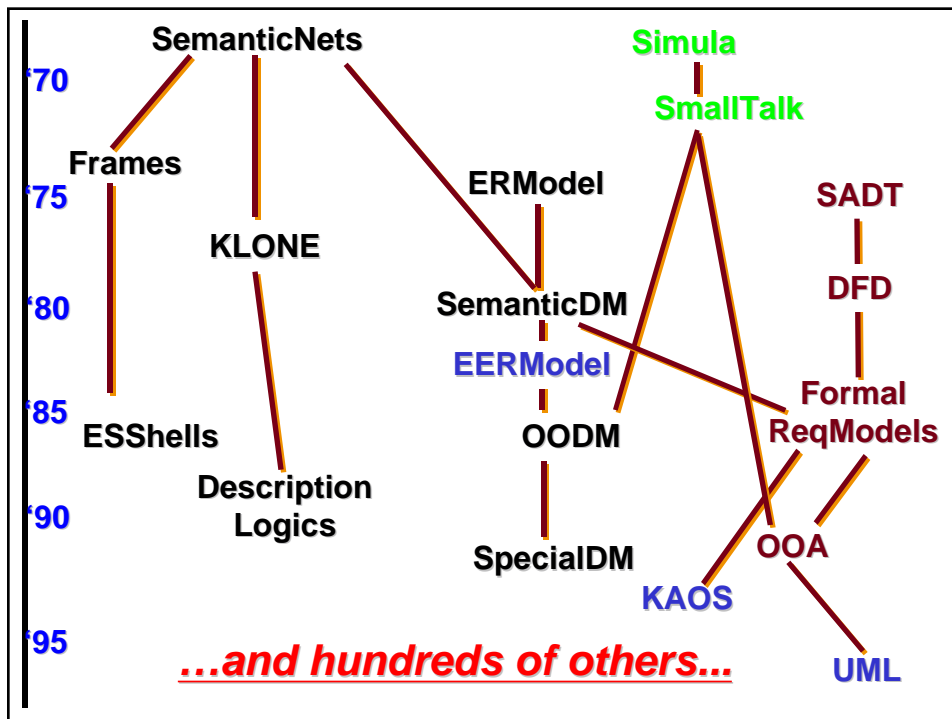 SemanticNets
Simula
‘70
SmallTalk
Frames
ERModel
‘75
SADT
KLONE
DFD
‘80
SemanticDM
EERModel
Formal
ReqModels
‘85
ESShells
OODM
Description
Logics
‘90
OOA
SpecialDM
KAOS
‘95
…and hundreds of others...
UML